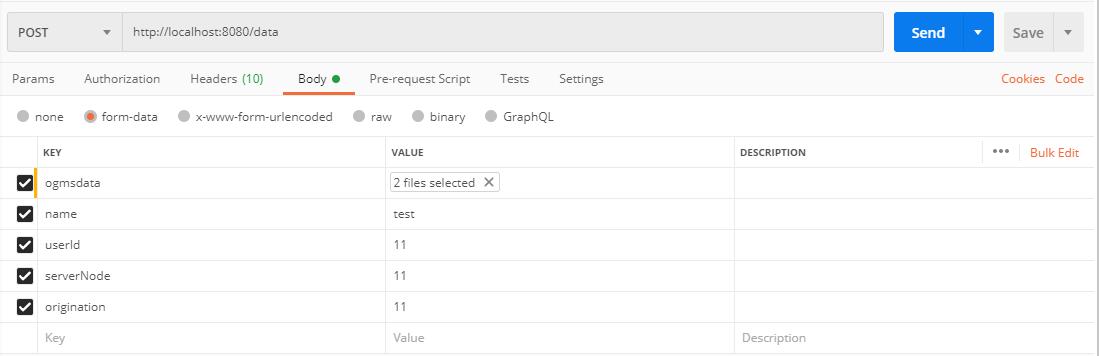 POST http://localhost:8080/data Send Save
Params Authorization Headers (10) Body Pre-request Script Tests Settings Cookies Code
none form-data x-www-form-urlencoded raw binary GraphQL
KEY VALUE DESCRIPTION ••• Bulk Edit
ogmsdata 2 files selected
name test
userId 11
serverNode 11
origination 11
Key Value Description